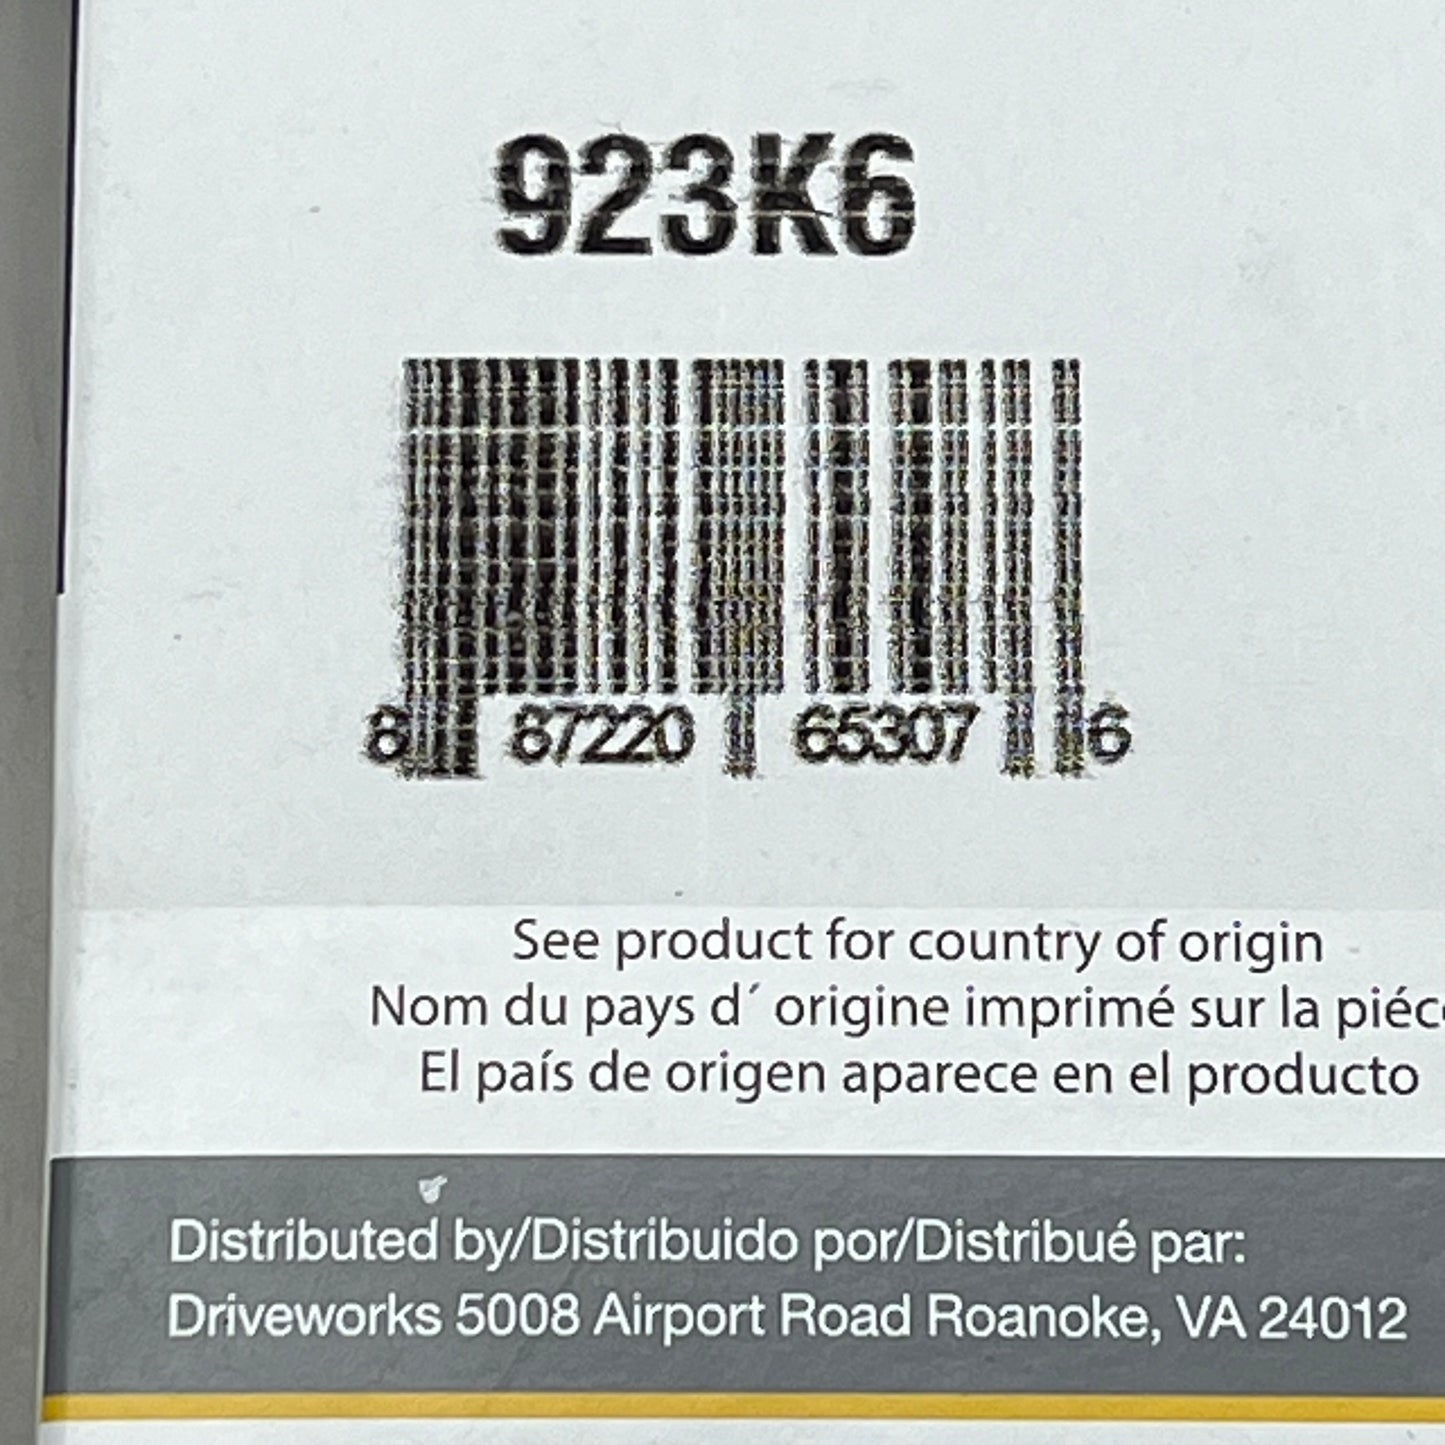 923K6
8 87220 65307 6
See product for country of origin
Nom du pays d´ origine imprimé sur la piéce
El país de origen aparece en el producto
Distributed by/Distribuido por/Distribué par:
Driveworks 5008 Airport Road Roanoke, VA 24012